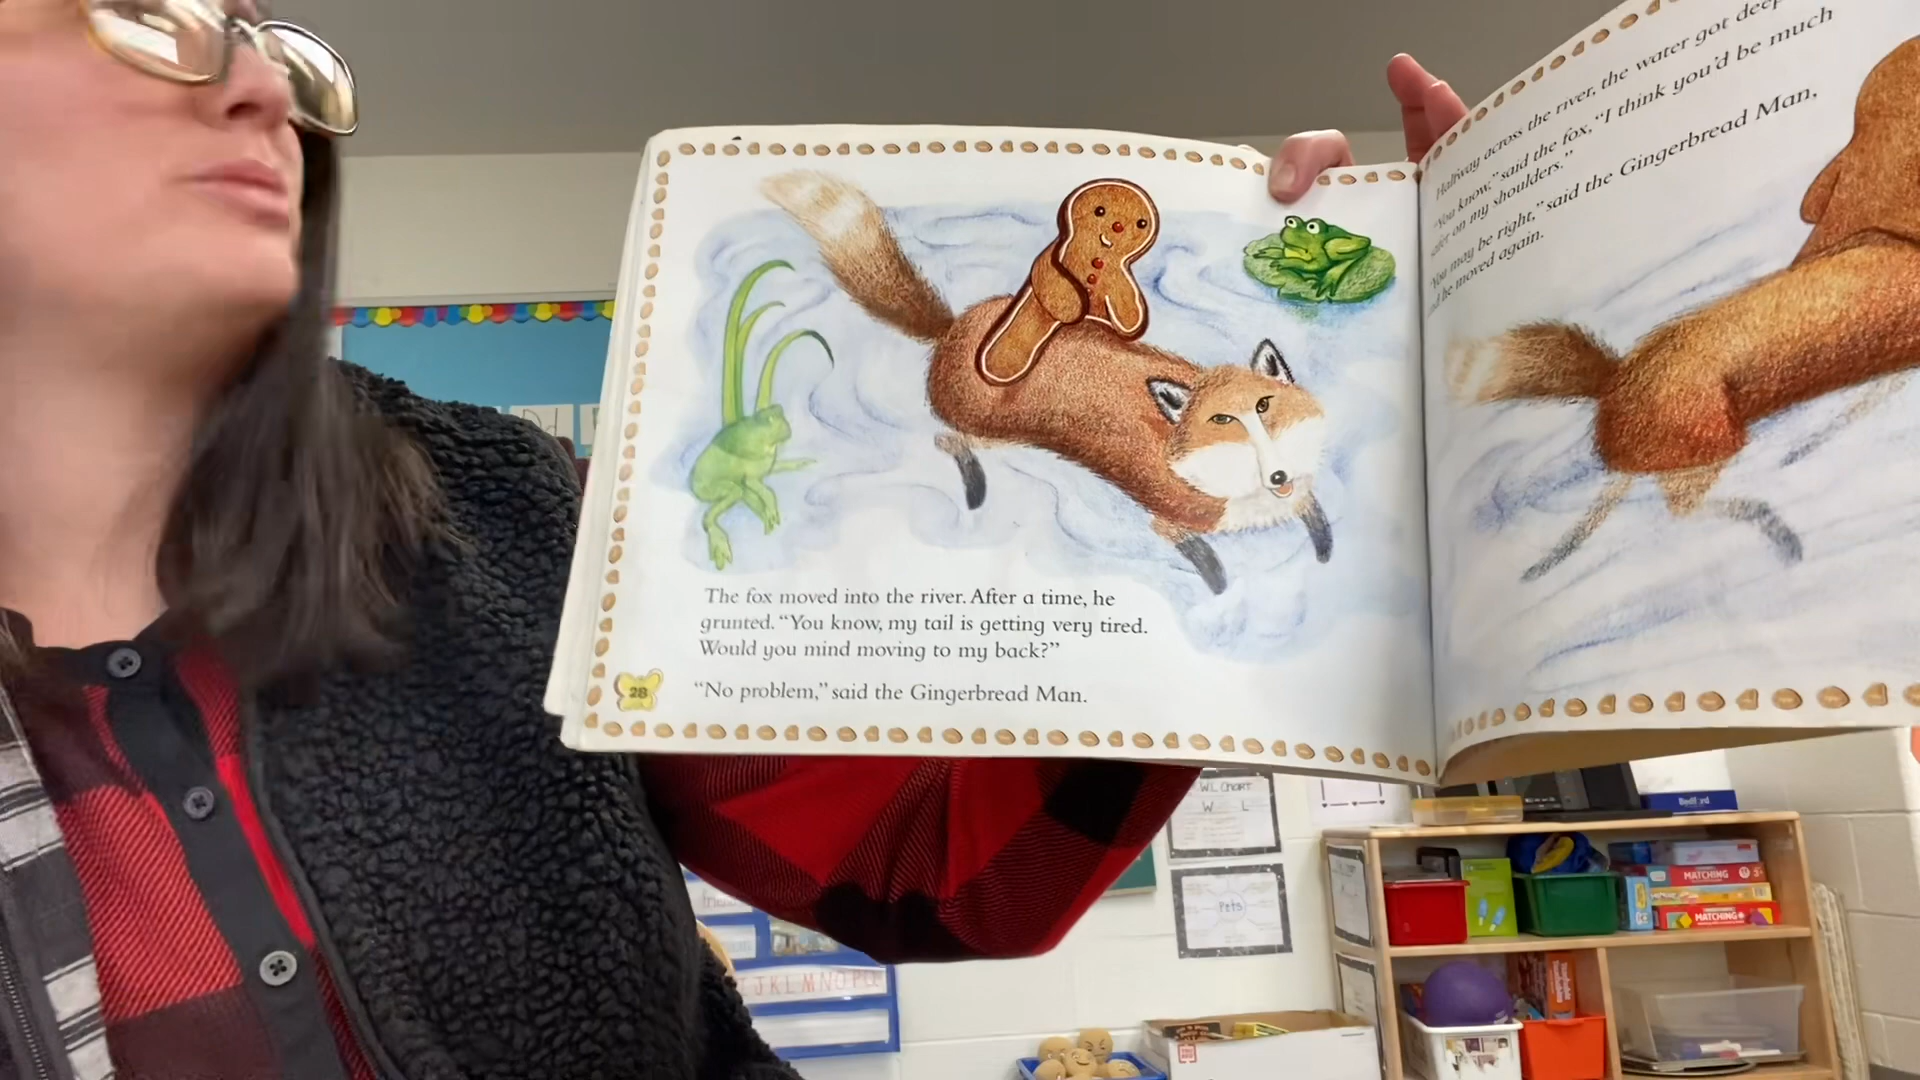 The fox moved into the river. After a time, he
grunted. “You know, my tail is getting very tired.
Would you mind moving to my back?”
“No problem,” said the Gingerbread Man.
28
Halfway across the river, the water got deep
“You know,” said the fox, “I think you’d be much
safer on my shoulders.”
“You may be right,” said the Gingerbread Man,
and he moved again.
W L
Pets
J K L M N O P
Bedford
MATCHING
MATCHING